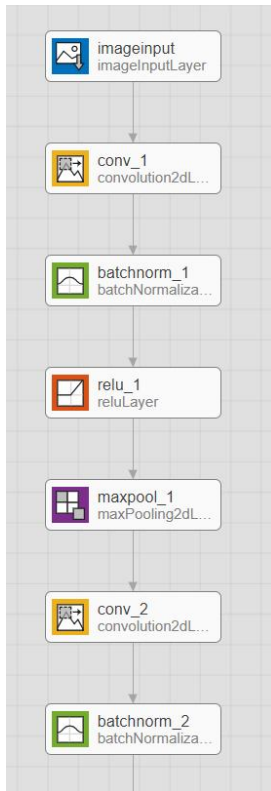 imageinput
imageInputLayer
conv_1
convolution2dL...
batchnorm_1
batchNormaliza...
relu_1
reluLayer
maxpool_1
maxPooling2dL...
conv_2
convolution2dL...
batchnorm_2
batchNormaliza...